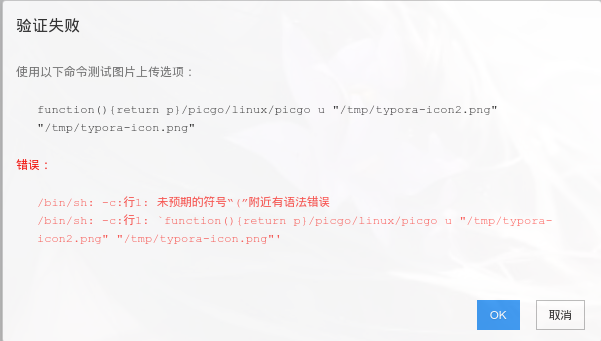 验证失败
使用以下命令测试图片上传选项：
function(){return p}/picgo/linux/picgo u "/tmp/typora-icon2.png"
"/tmp/typora-icon.png"
错误：
/bin/sh: -c:行1: 未预期的符号“(”附近有语法错误
/bin/sh: -c:行1: `function(){return p}/picgo/linux/picgo u "/tmp/typora-
icon2.png" "/tmp/typora-icon.png"'
OK 取消